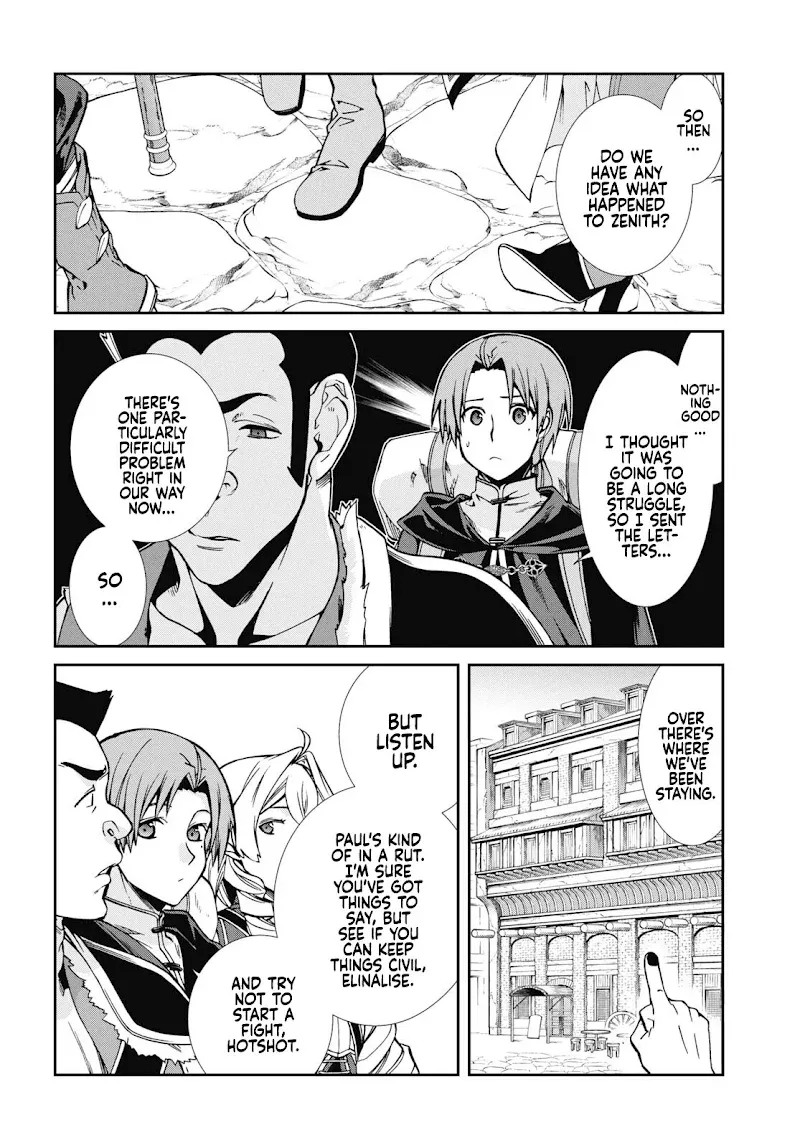 SO
THEN
...
DO WE
HAVE ANY
IDEA WHAT
HAPPENED
TO ZENITH?
NOTH-
ING
GOOD
...
I THOUGHT
IT WAS
GOING TO
BE A LONG
STRUGGLE,
SO I SENT
THE LET-
TERS...
THERE'S
ONE PAR-
TICULARLY
DIFFICULT
PROBLEM
RIGHT IN
OUR WAY
NOW...
SO
...
OVER
THERE'S
WHERE
WE'VE
BEEN
STAYING.
BUT
LISTEN
UP.
PAUL'S KIND
OF IN A RUT.
I'M SURE
YOU'VE GOT
THINGS TO
SAY, BUT
SEE IF YOU
CAN KEEP
THINGS CIVIL,
ELINALISE.
AND TRY
NOT TO
START A
FIGHT,
HOTSHOT.